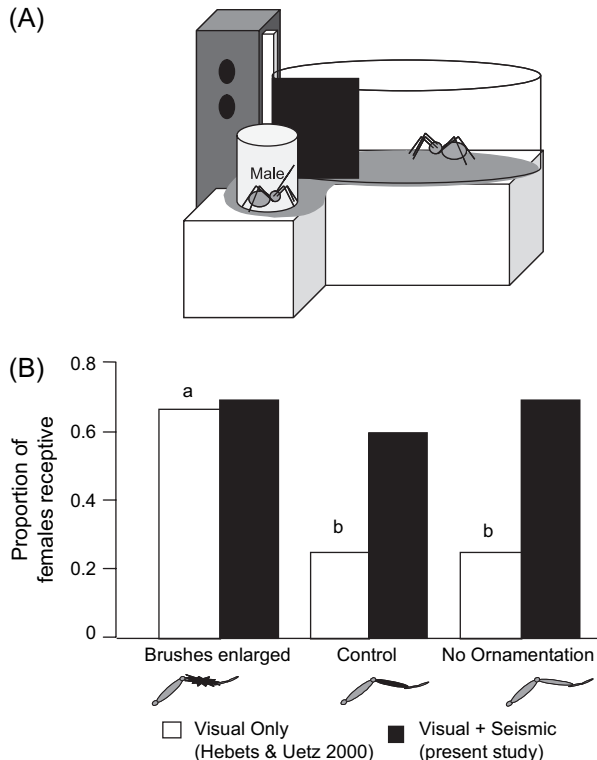 (A)
Male
(B)
Proportion of
females receptive
0.8
0.6
0.4
0.2
0
a
b
b
Brushes enlarged
Control
No Ornamentation
Visual Only
(Hebets & Uetz 2000)
Visual + Seismic
(present study)